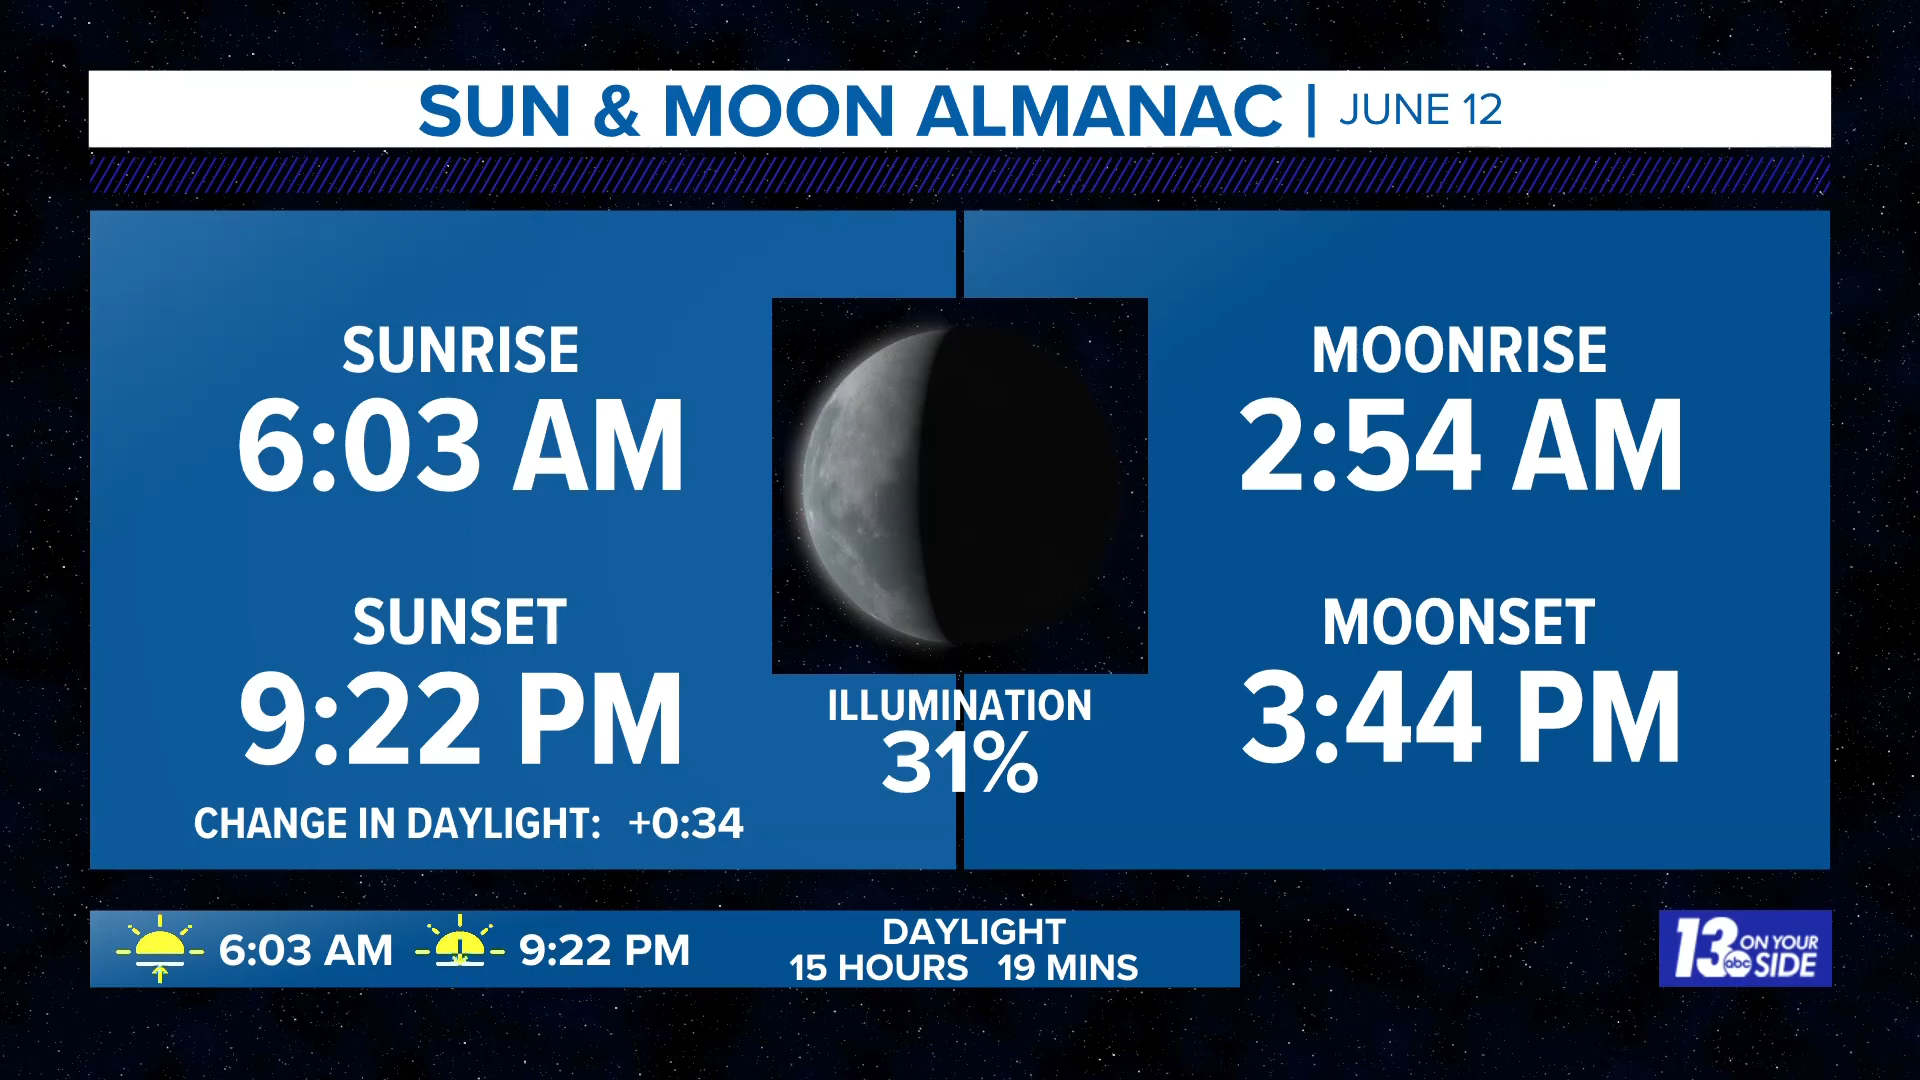 SUN & MOON ALMANAC | JUNE 12
SUNRISE
6:03 AM
SUNSET
9:22 PM
CHANGE IN DAYLIGHT: +0:34
ILLUMINATION
31%
MOONRISE
2:54 AM
MOONSET
3:44 PM
6:03 AM 9:22 PM
DAYLIGHT
15 HOURS 19 MINS
13 ON YOUR
abc SIDE